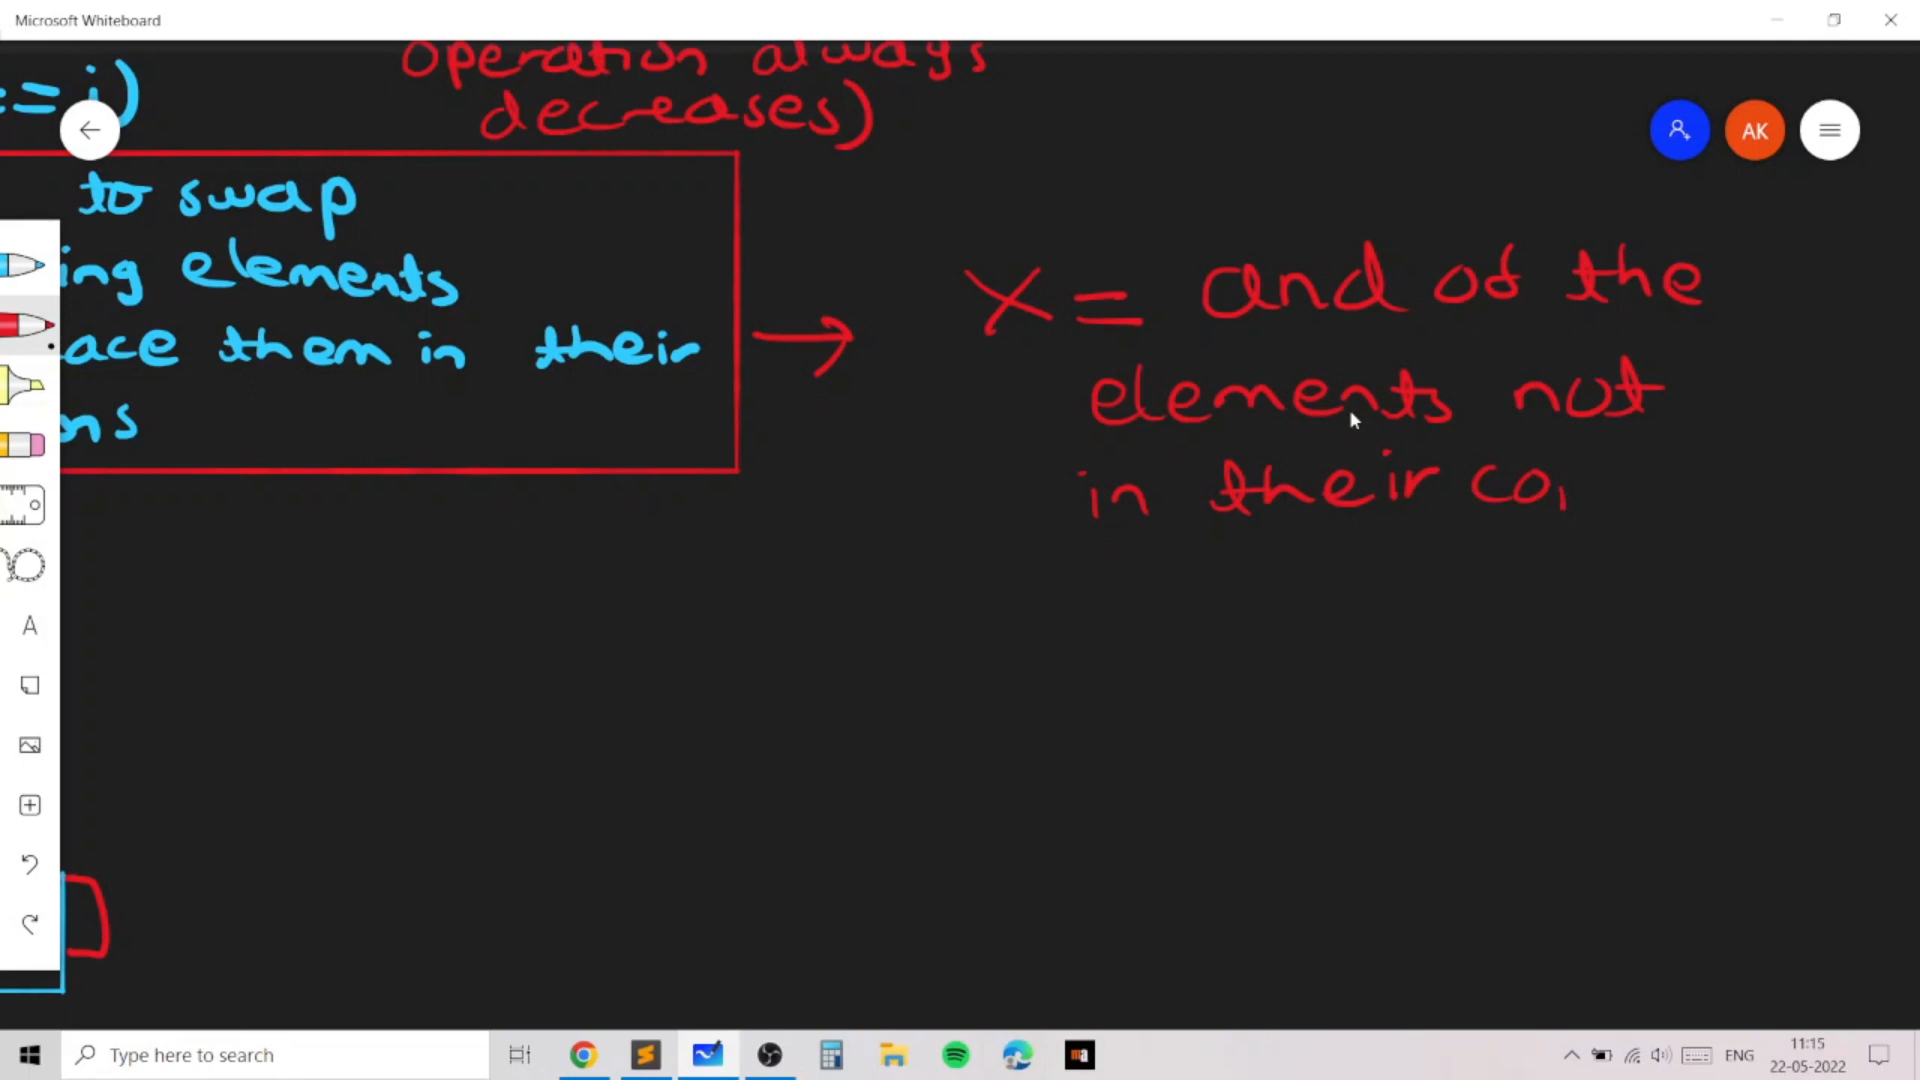 Microsoft Whiteboard
operation always
decreases)
== i)
AK
to swap
ing elements
ace them in their
ons
X = and of the
elements not
in their co
Type here to search
ENG
11:15
22-05-2022